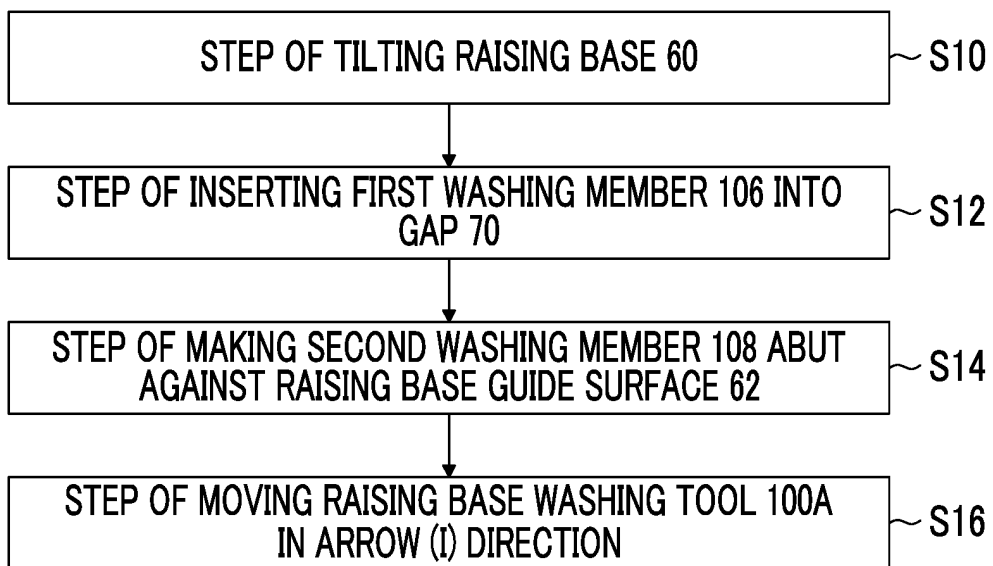 STEP OF TILTING RAISING BASE 60
S10
STEP OF INSERTING FIRST WASHING MEMBER 106 INTO
GAP 70
S12
STEP OF MAKING SECOND WASHING MEMBER 108 ABUT
AGAINST RAISING BASE GUIDE SURFACE 62
S14
STEP OF MOVING RAISING BASE WASHING TOOL 100A
IN ARROW (I) DIRECTION
S16